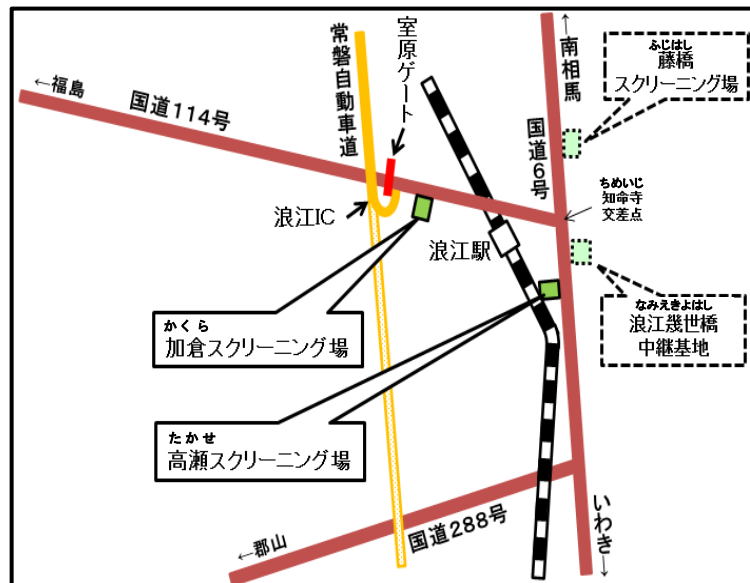 常磐自動車道
室原ゲート
←南相馬
ふじはし
藤橋
スクリーニング場
←福島
国道114号
国道6号
ちめいじ
知命寺
交差点
浪江IC
浪江駅
なみえきよはし
浪江幾世橋
中継基地
かくら
加倉スクリーニング場
たかせ
高瀬スクリーニング場
国道288号
←郡山
いわき→